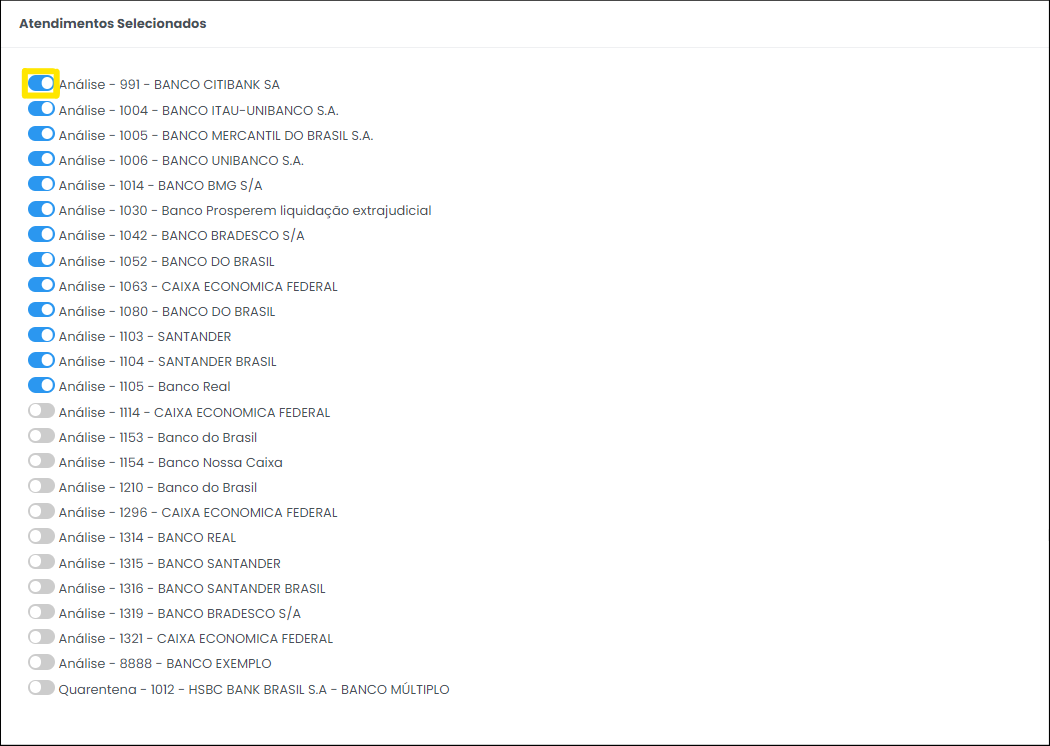 Atendimentos Selecionados
Análise - 991 - BANCO CITIBANK SA
Análise - 1004 - BANCO ITAU-UNIBANCO S.A.
Análise - 1005 - BANCO MERCANTIL DO BRASIL S.A.
Análise - 1006 - BANCO UNIBANCO S.A.
Análise - 1014 - BANCO BMG S/A
Análise - 1030 - Banco Prosperem liquidação extrajudicial
Análise - 1042 - BANCO BRADESCO S/A
Análise - 1052 - BANCO DO BRASIL
Análise - 1063 - CAIXA ECONOMICA FEDERAL
Análise - 1080 - BANCO DO BRASIL
Análise - 1103 - SANTANDER
Análise - 1104 - SANTANDER BRASIL
Análise - 1105 - Banco Real
Análise - 1114 - CAIXA ECONOMICA FEDERAL
Análise - 1153 - Banco do Brasil
Análise - 1154 - Banco Nossa Caixa
Análise - 1210 - Banco do Brasil
Análise - 1296 - CAIXA ECONOMICA FEDERAL
Análise - 1314 - BANCO REAL
Análise - 1315 - BANCO SANTANDER
Análise - 1316 - BANCO SANTANDER BRASIL
Análise - 1319 - BANCO BRADESCO S/A
Análise - 1321 - CAIXA ECONOMICA FEDERAL
Análise - 8888 - BANCO EXEMPLO
Quarentena - 1012 - HSBC BANK BRASIL S.A - BANCO MÚLTIPLO